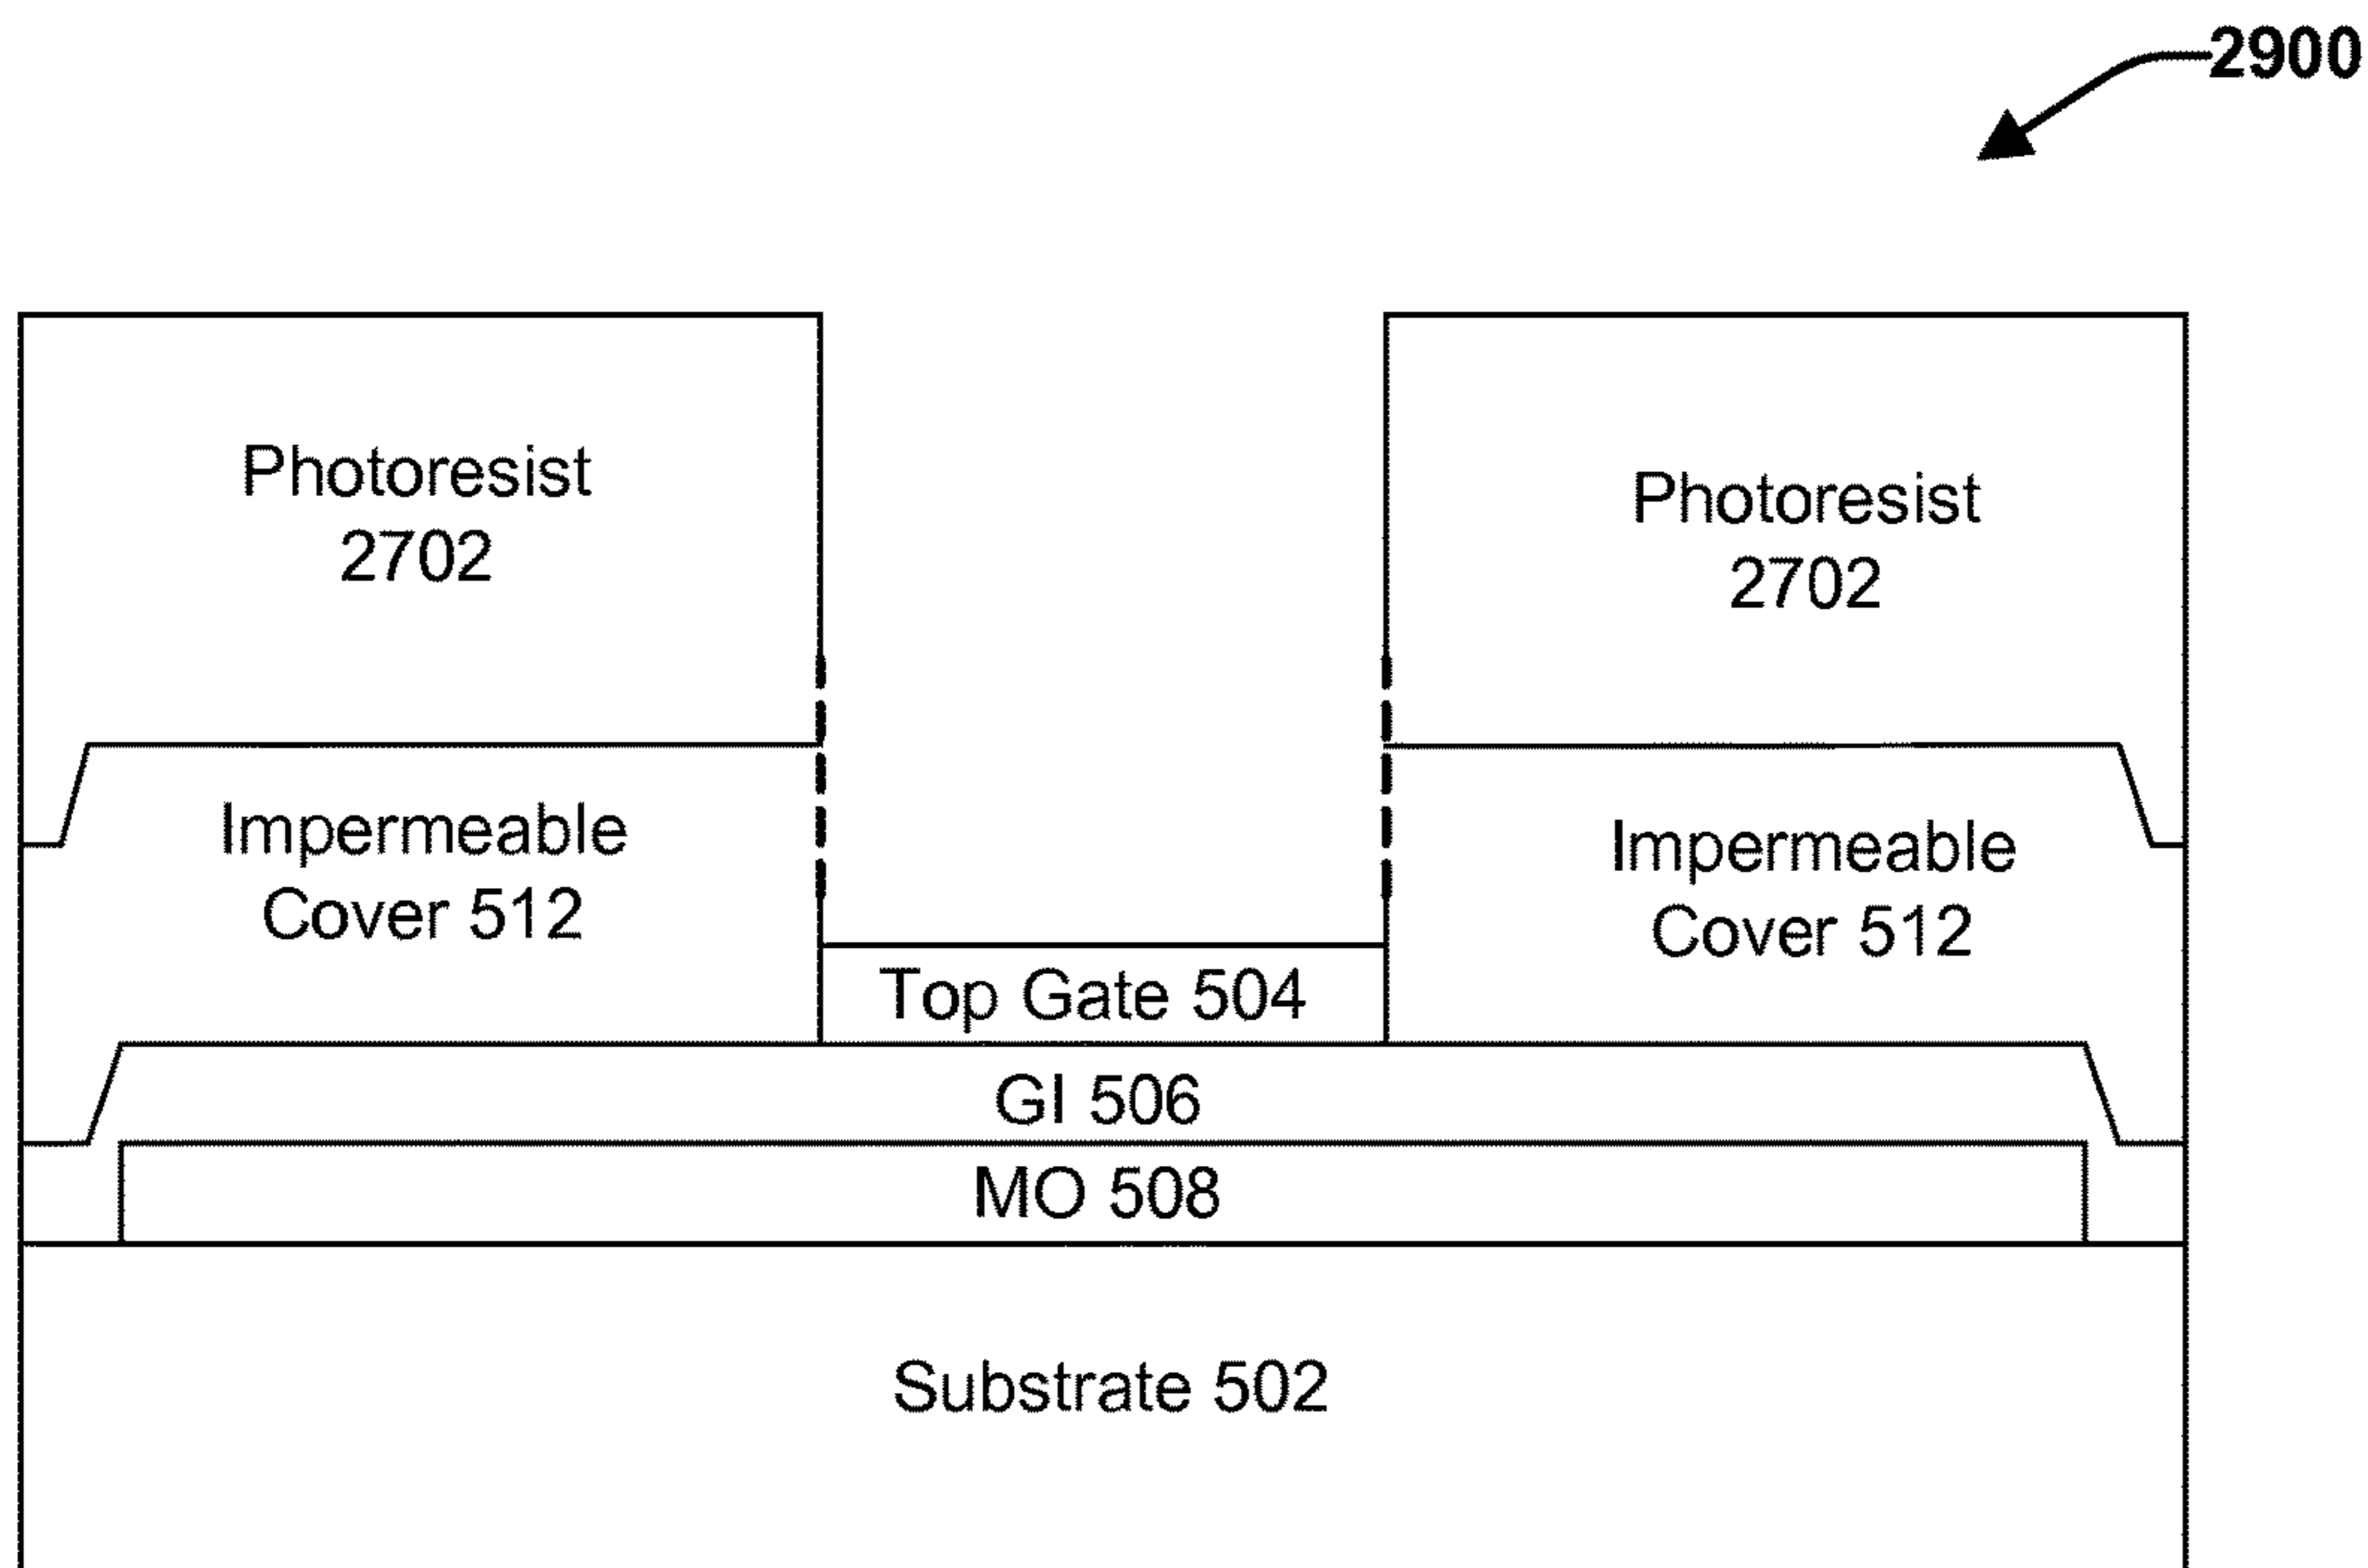 2900
Photoresist
2702
Photoresist
2702
Impermeable
Cover 512
Impermeable
Cover 512
Top Gate 504
GI 506
MO 508
Substrate 502